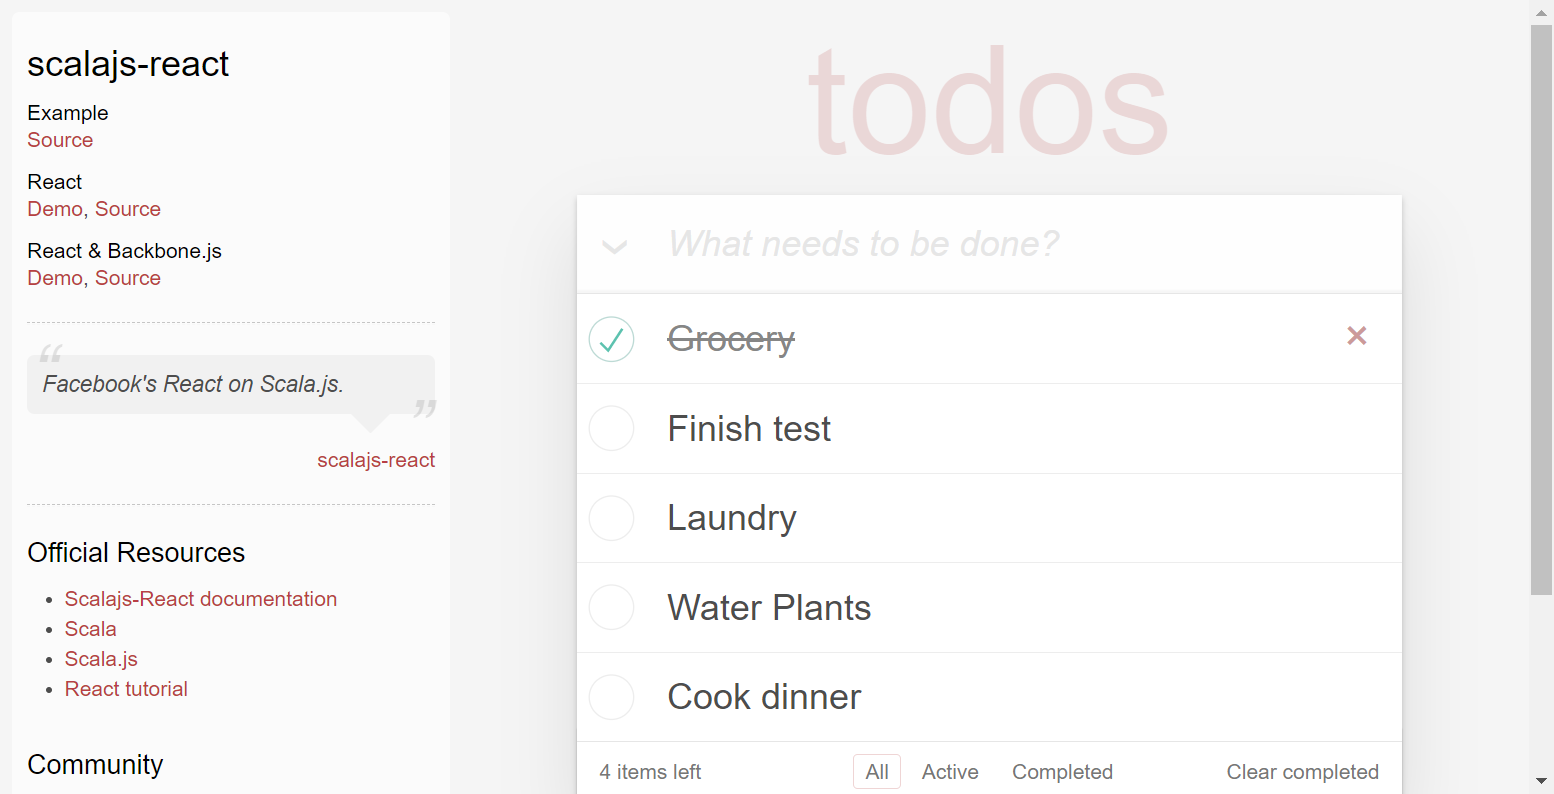 scalajs-react
Example
Source
React
Demo, Source
React & Backbone.js
Demo, Source
“
Facebook's React on Scala.js.
”
scalajs-react
Official Resources
• Scalajs-React documentation
• Scala
• Scala.js
• React tutorial
Community
todos
What needs to be done?
Grocery
Finish test
Laundry
Water Plants
Cook dinner
4 items left All Active Completed Clear completed